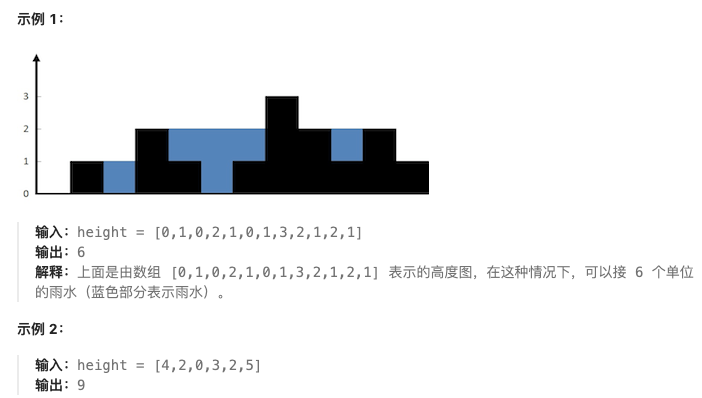 示例 1：
3
2
1
0
输入：height = [0,1,0,2,1,0,1,3,2,1,2,1]
输出：6
解释：上面是由数组 [0,1,0,2,1,0,1,3,2,1,2,1] 表示的高度图，在这种情况下，可以接 6 个单位
的雨水（蓝色部分表示雨水）。
示例 2：
输入：height = [4,2,0,3,2,5]
输出：9